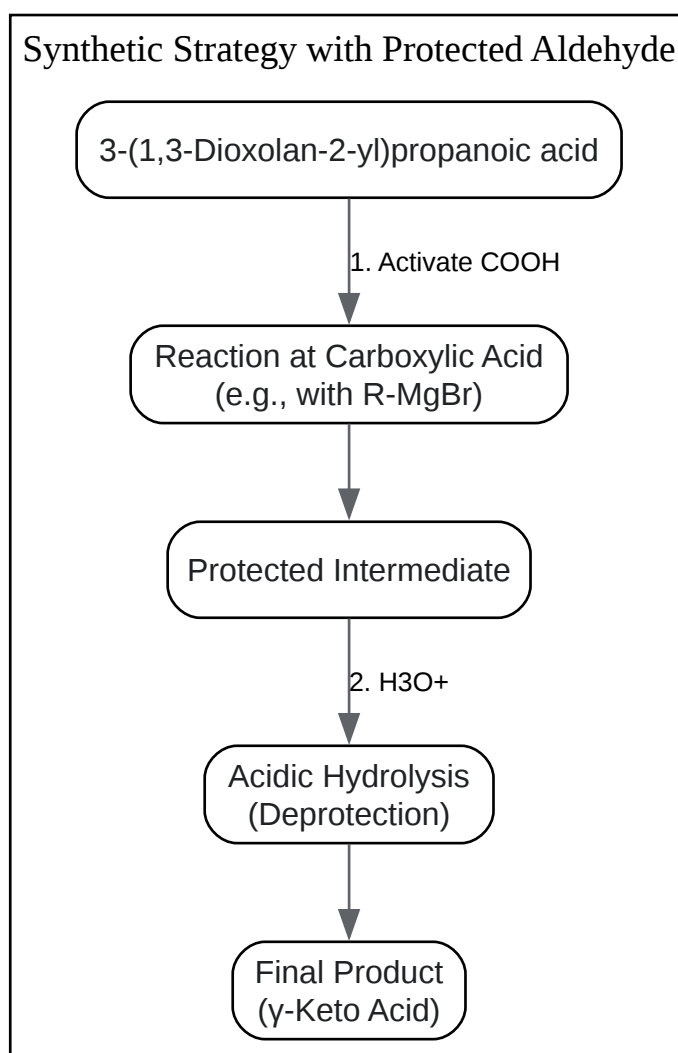 Synthetic Strategy with Protected Aldehyde
3-(1,3-Dioxolan-2-yl)propanoic acid
1. Activate COOH
Reaction at Carboxylic Acid
(e.g., with R-MgBr)
Protected Intermediate
2. H3O+
Acidic Hydrolysis
(Deprotection)
Final Product
(γ-Keto Acid)